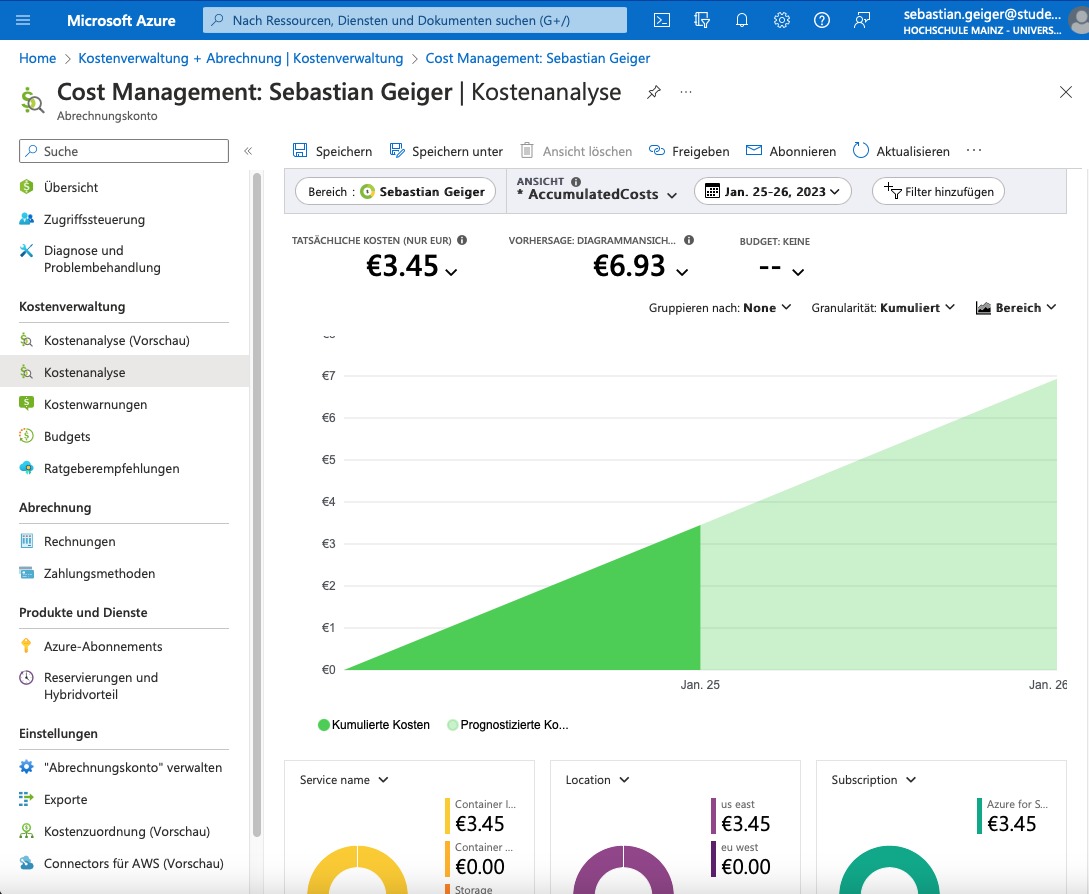 Microsoft Azure
Nach Ressourcen, Diensten und Dokumenten suchen (G+/)
sebastian.geiger@stude...
HOCHSCHULE MAINZ - UNIVERS...
Home > Kostenverwaltung + Abrechnung | Kostenverwaltung > Cost Management: Sebastian Geiger
Cost Management: Sebastian Geiger | Kostenanalyse
Abrechnungskonto
Suche
Übersicht
Zugriffssteuerung
Diagnose und
Problembehandlung
Kostenverwaltung
Kostenanalyse (Vorschau)
Kostenanalyse
Kostenwarnungen
Budgets
Ratgeberempfehlungen
Abrechnung
Rechnungen
Zahlungsmethoden
Produkte und Dienste
Azure-Abonnements
Reservierungen und
Hybridvorteil
Einstellungen
"Abrechnungskonto" verwalten
Exporte
Kostenzuordnung (Vorschau)
Connectors für AWS (Vorschau)
Speichern
Speichern unter
Ansicht löschen
Freigeben
Abonnieren
Aktualisieren
Bereich : Sebastian Geiger
ANSICHT
* AccumulatedCosts
Jan. 25-26, 2023
Filter hinzufügen
TATSÄCHLICHE KOSTEN (NUR EUR)
€3.45
VORHERSAGE: DIAGRAMMANSICH...
€6.93
BUDGET: KEINE
--
Gruppieren nach: None
Granularität: Kumuliert
Bereich
€7
€6
€5
€4
€3
€2
€1
€0
Jan. 25
Jan. 26
Kumulierte Kosten
Prognostizierte Ko...
Service name
Container I...
€3.45
Container ...
€0.00
Storage
Location
us east
€3.45
eu west
€0.00
Subscription
Azure for S...
€3.45